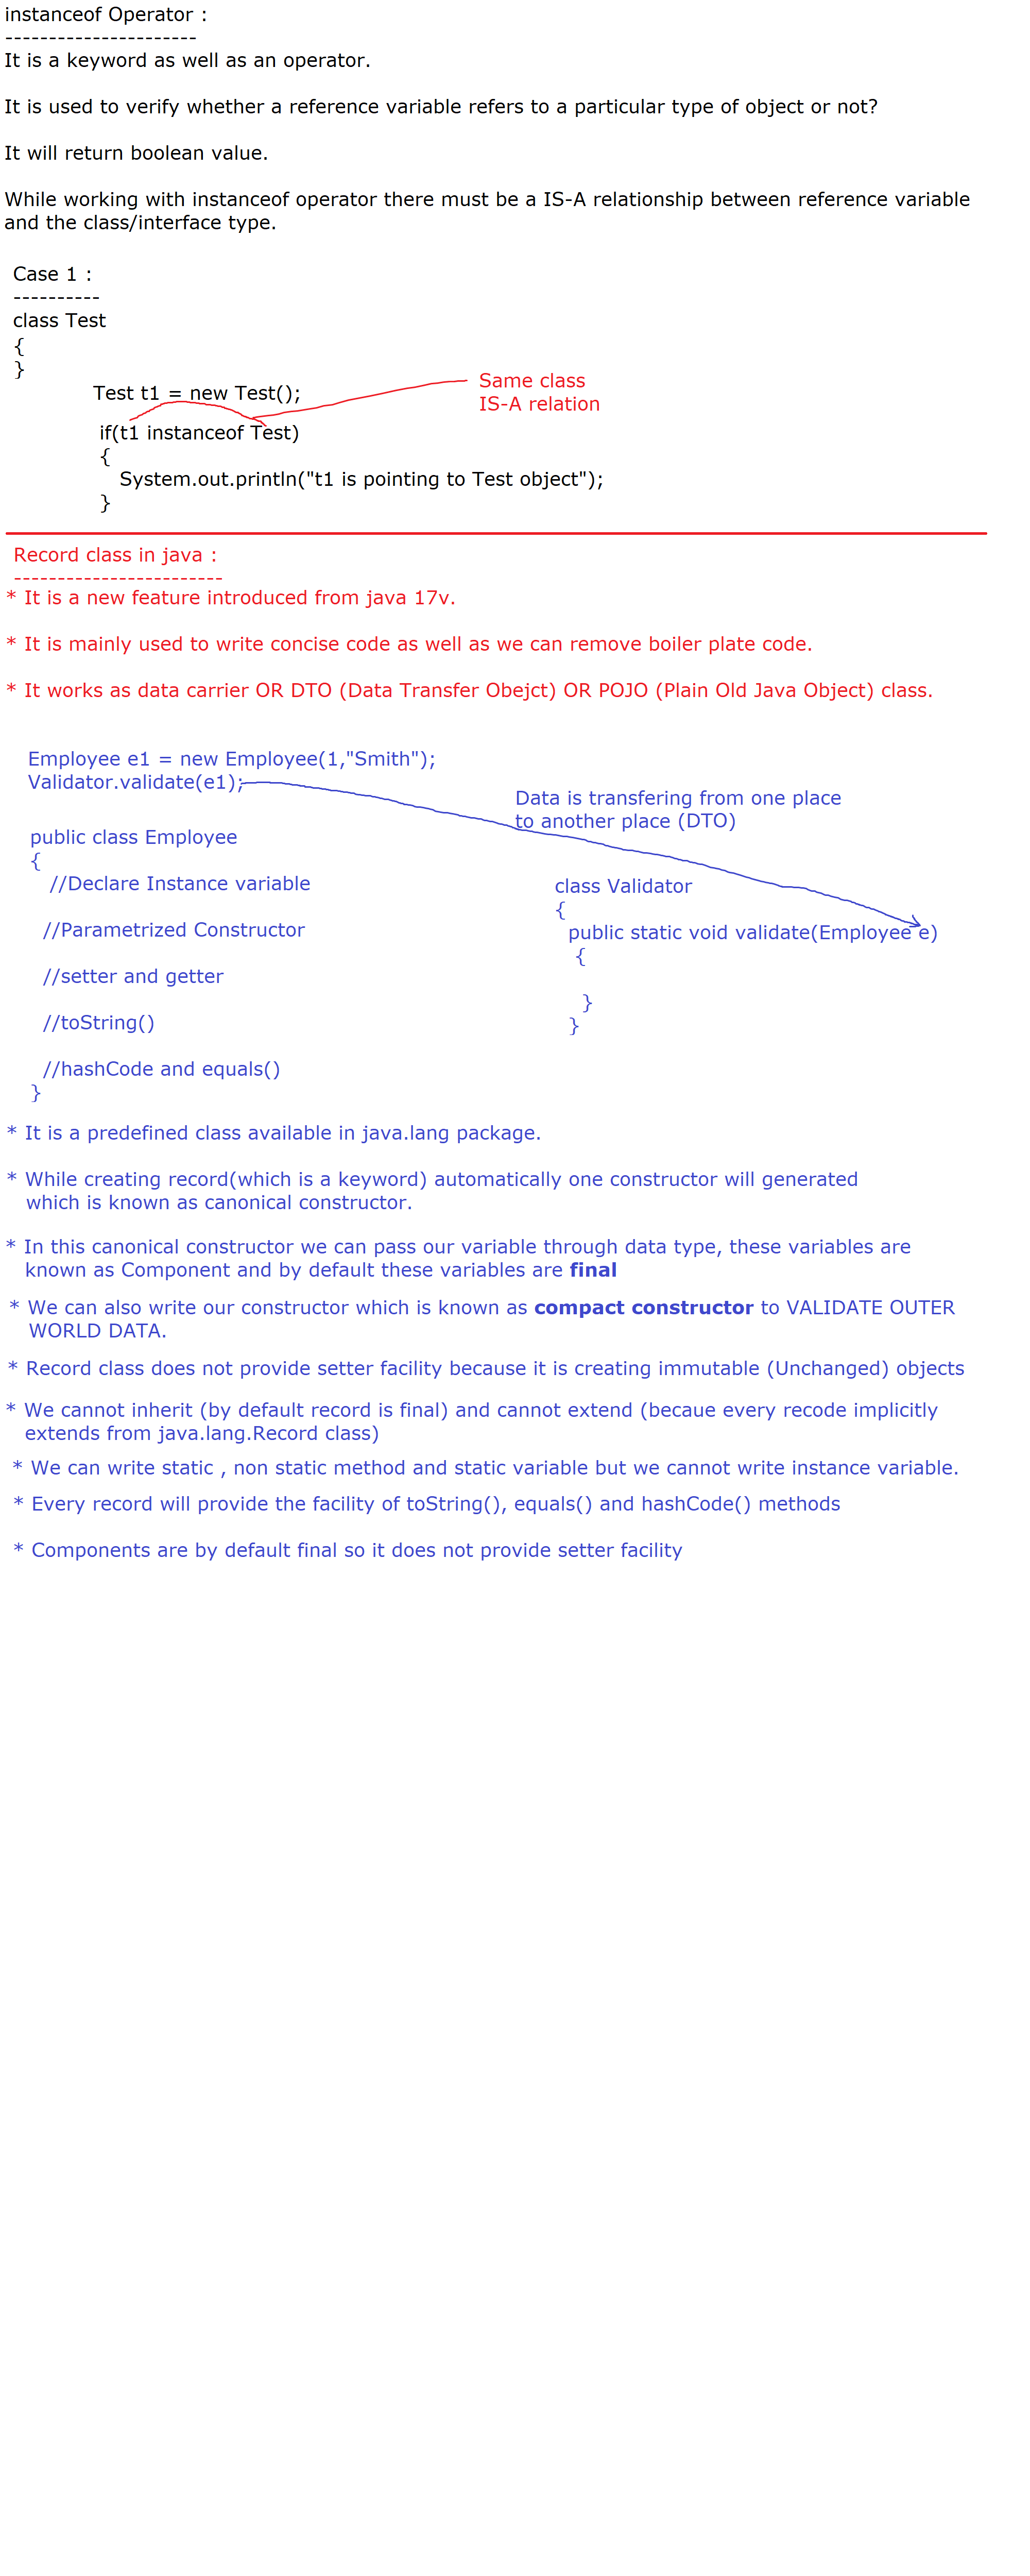 instanceof Operator :
----------------------
It is a keyword as well as an operator.
It is used to verify whether a reference variable refers to a particular type of object or not?
It will return boolean value.
While working with instanceof operator there must be a IS-A relationship between reference variable
and the class/interface type.
Case 1 :
----------
class Test
{
}
Test t1 = new Test();
Same class
IS-A relation
if(t1 instanceof Test)
{
System.out.println("t1 is pointing to Test object");
}
Record class in java :
------------------------
* It is a new feature introduced from java 17v.
* It is mainly used to write concise code as well as we can remove boiler plate code.
* It works as data carrier OR DTO (Data Transfer Obejct) OR POJO (Plain Old Java Object) class.
Employee e1 = new Employee(1,"Smith");
Validator.validate(e1);
Data is transfering from one place
to another place (DTO)
public class Employee
{
//Declare Instance variable
//Parametrized Constructor
//setter and getter
//toString()
//hashCode and equals()
}
class Validator
{
public static void validate(Employee e)
{
}
}
* It is a predefined class available in java.lang package.
* While creating record(which is a keyword) automatically one constructor will generated
which is known as canonical constructor.
* In this canonical constructor we can pass our variable through data type, these variables are
known as Component and by default these variables are final
* We can also write our constructor which is known as compact constructor to VALIDATE OUTER
WORLD DATA.
* Record class does not provide setter facility because it is creating immutable (Unchanged) objects
* We cannot inherit (by default record is final) and cannot extend (becaue every recode implicitly
extends from java.lang.Record class)
* We can write static , non static method and static variable but we cannot write instance variable.
* Every record will provide the facility of toString(), equals() and hashCode() methods
* Components are by default final so it does not provide setter facility